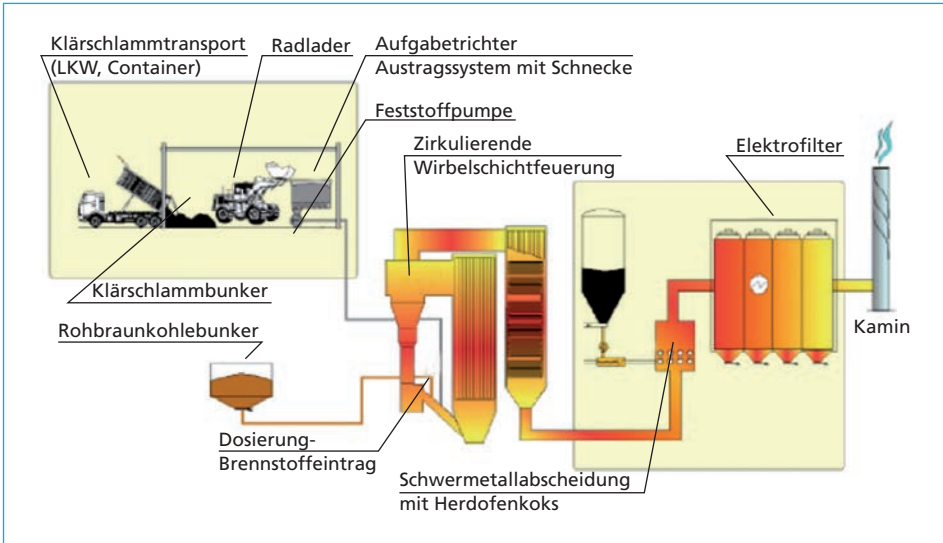 Klärschlammtransport
(LKW, Container)
Radlader
Aufgabetrichter
Austragssystem mit Schnecke
Feststoffpumpe
Zirkulierende
Wirbelschichtfeuerung
Elektrofilter
Klärschlammbunker
Rohbraunkohlebunker
Kamin
Dosierung-
Brennstoffeintrag
Schwermetallabscheidung
mit Herdofenkoks